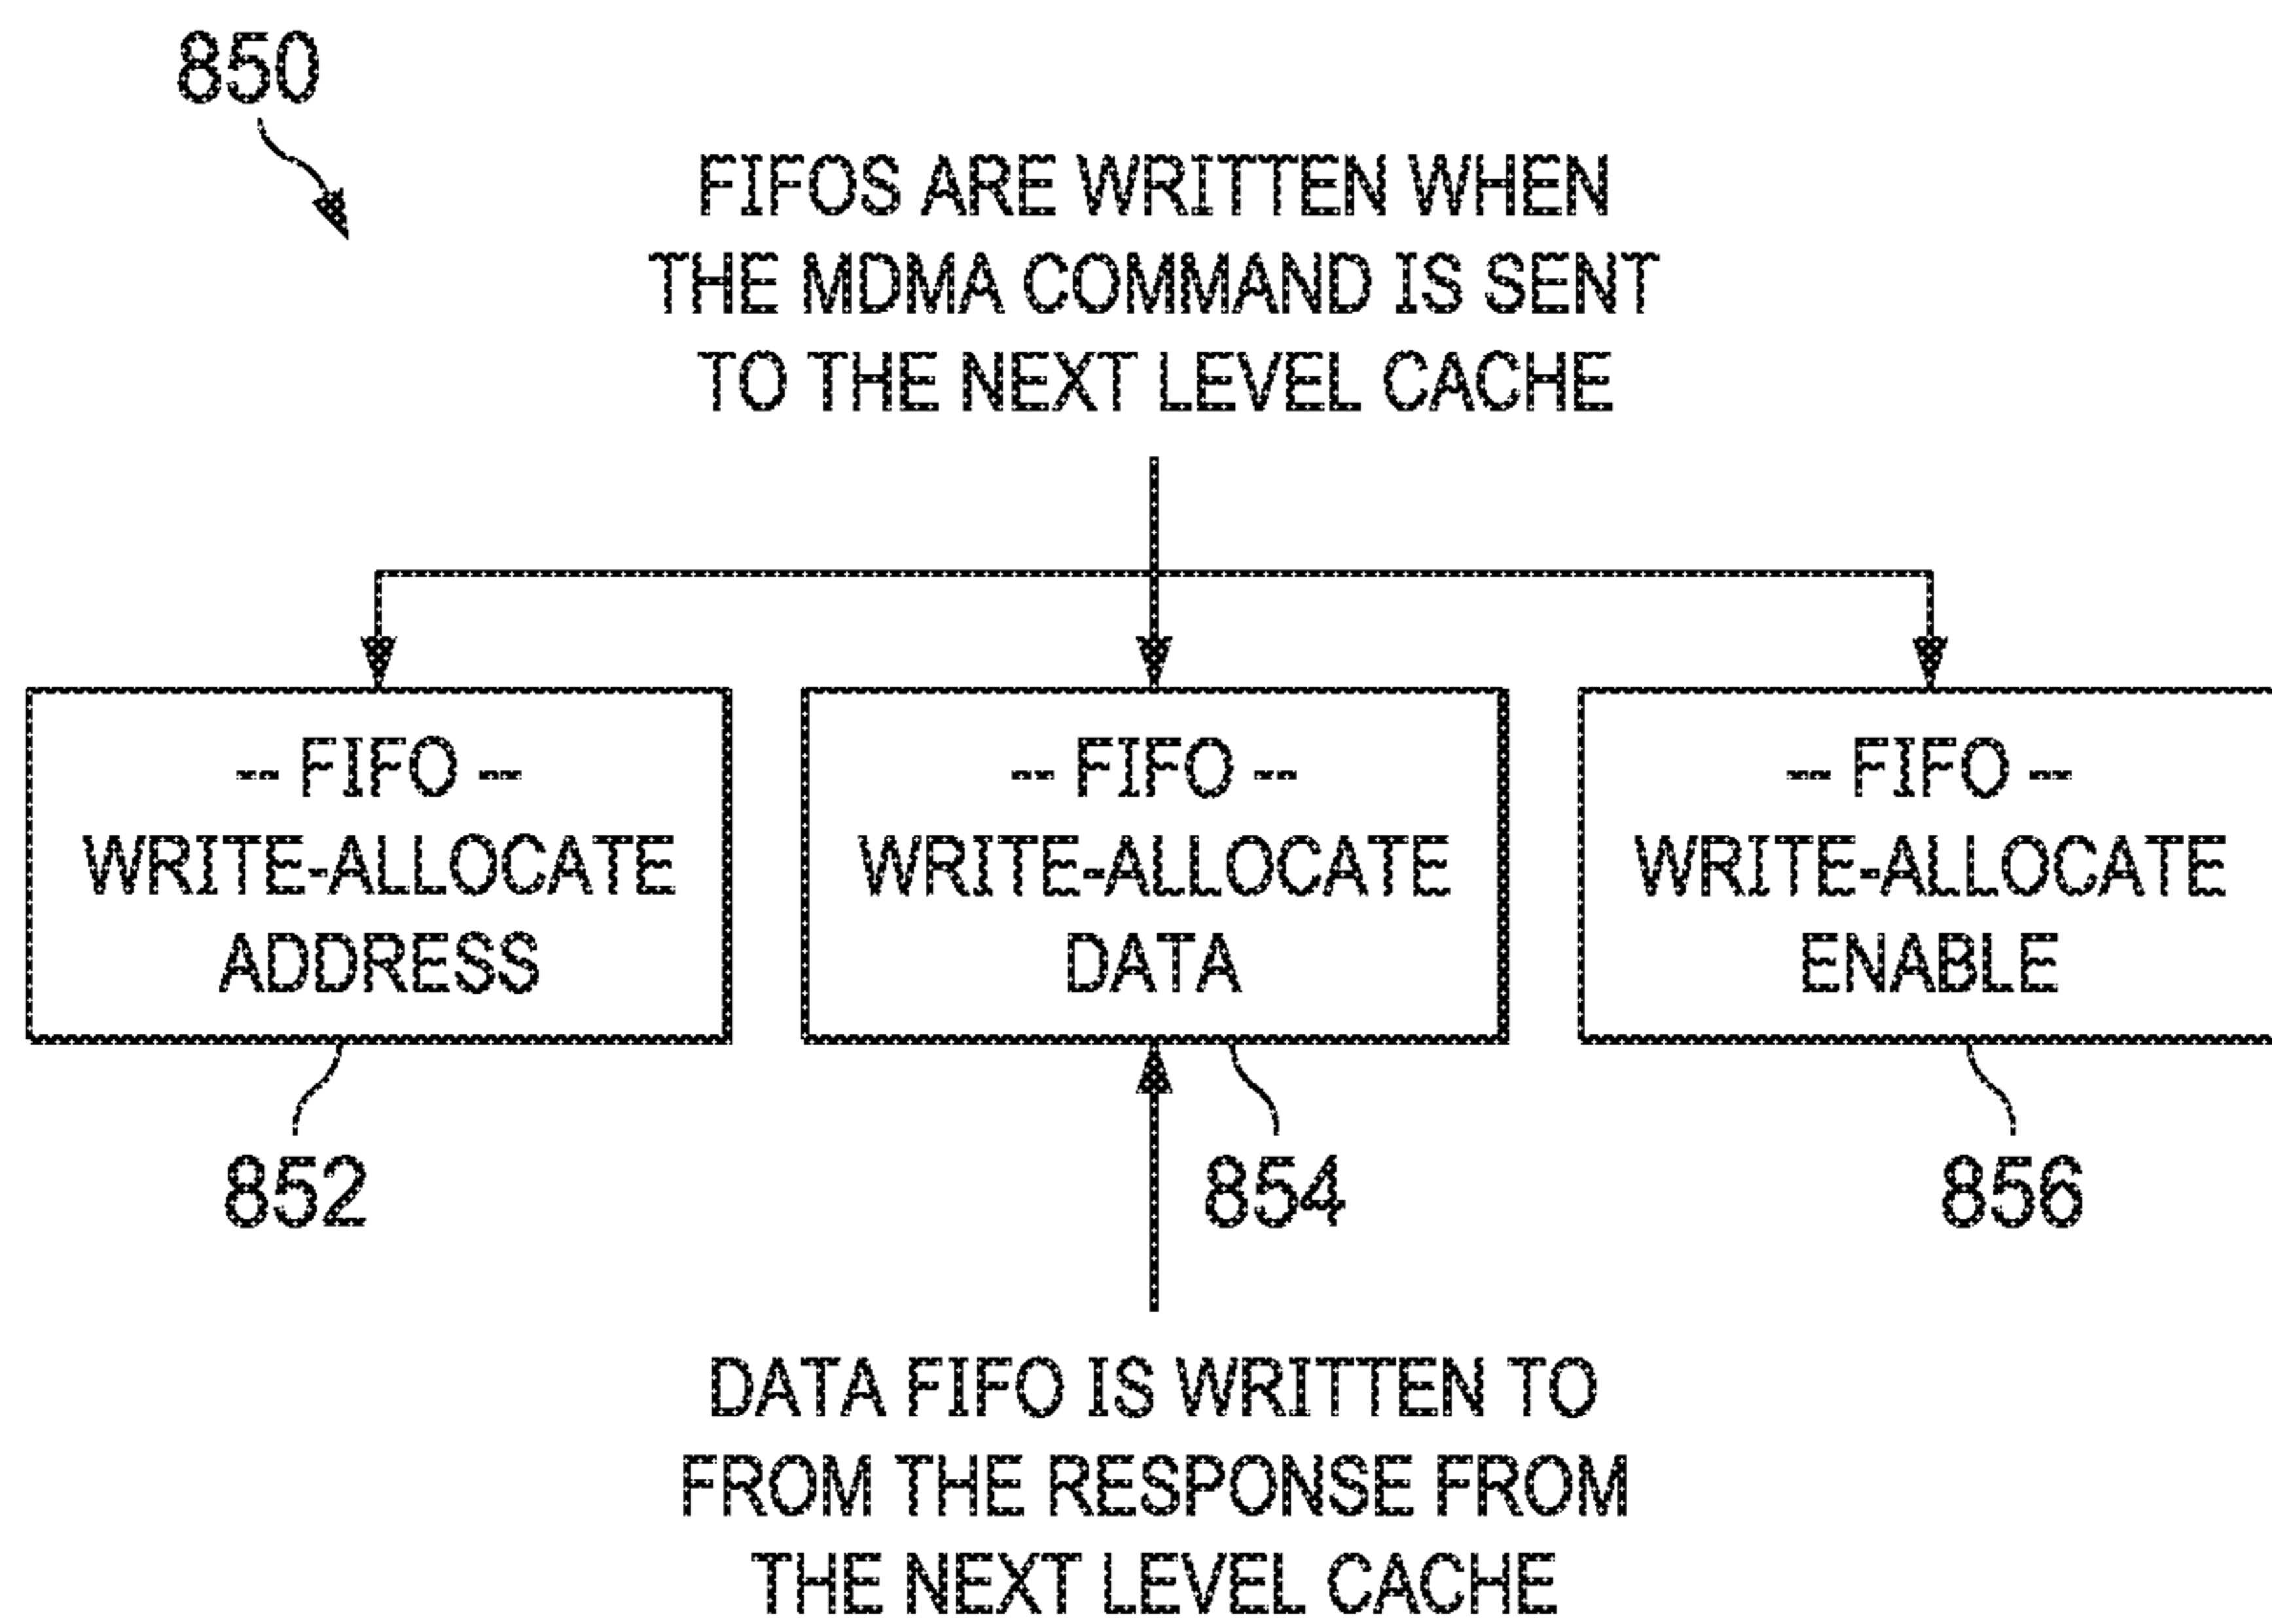 850
FIFOS ARE WRITTEN WHEN
THE MDMA COMMAND IS SENT
TO THE NEXT LEVEL CACHE
-- FIFO --
WRITE-ALLOCATE
ADDRESS
-- FIFO --
WRITE-ALLOCATE
DATA
-- FIFO --
WRITE-ALLOCATE
ENABLE
852
854
856
DATA FIFO IS WRITTEN TO
FROM THE RESPONSE FROM
THE NEXT LEVEL CACHE